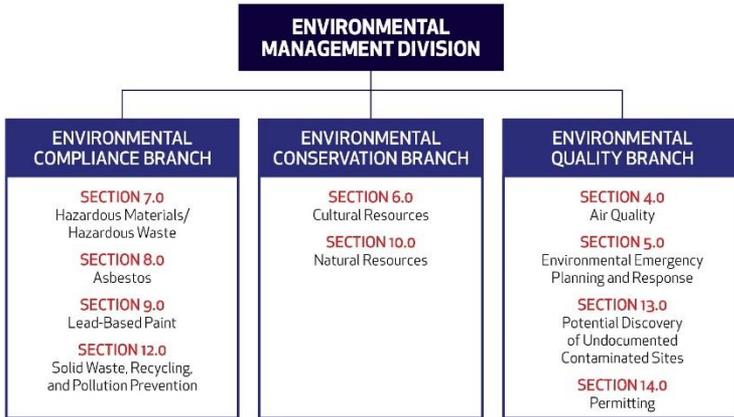 ENVIRONMENTAL
MANAGEMENT DIVISION
ENVIRONMENTAL
COMPLIANCE BRANCH
SECTION 7.0
Hazardous Materials/
Hazardous Waste
SECTION 8.0
Asbestos
SECTION 9.0
Lead-Based Paint
SECTION 12.0
Solid Waste, Recycling,
and Pollution Prevention
ENVIRONMENTAL
CONSERVATION BRANCH
SECTION 6.0
Cultural Resources
SECTION 10.0
Natural Resources
ENVIRONMENTAL
QUALITY BRANCH
SECTION 4.0
Air Quality
SECTION 5.0
Environmental Emergency
Planning and Response
SECTION 13.0
Potential Discovery
of Undocumented
Contaminated Sites
SECTION 14.0
Permitting